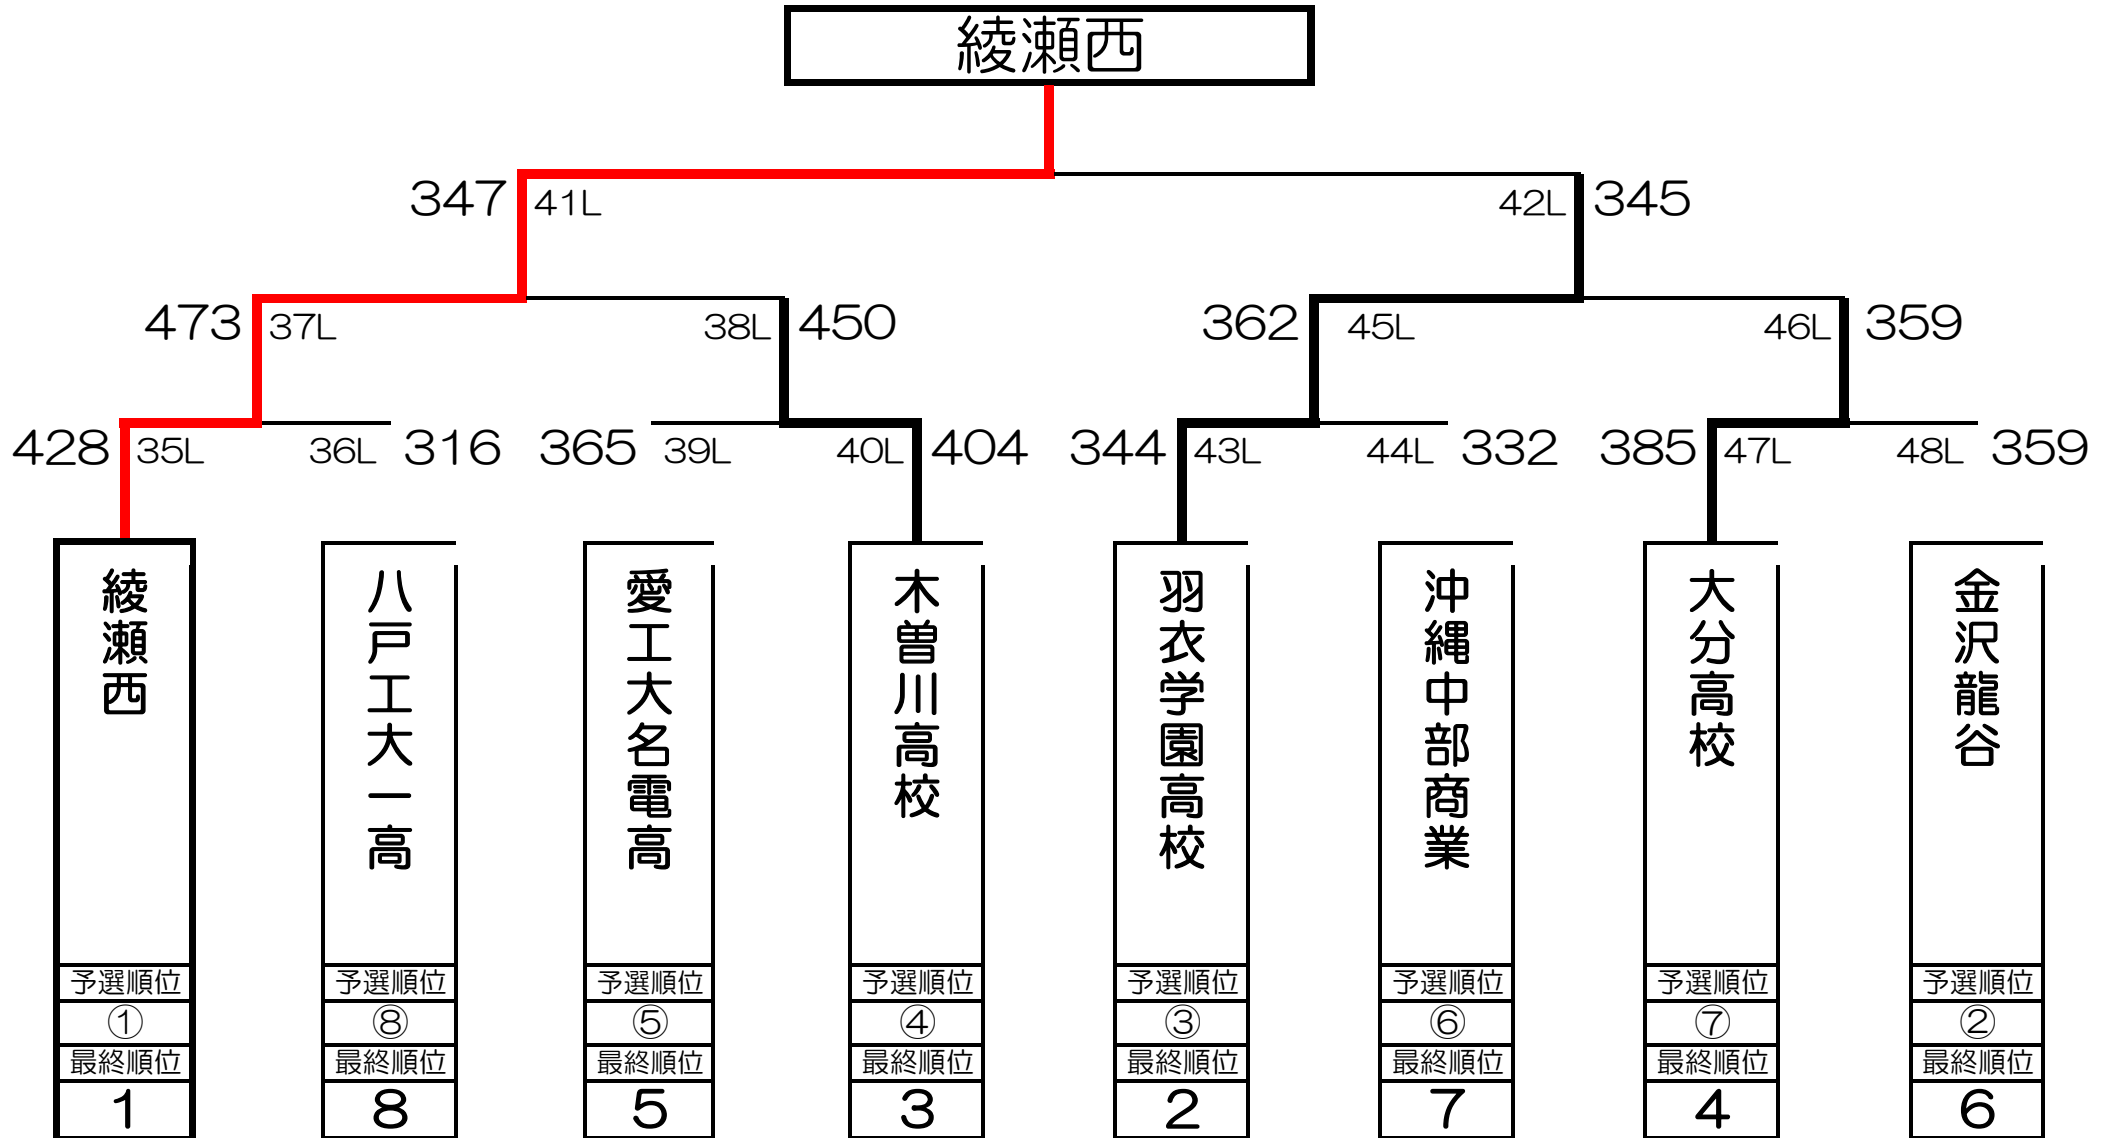 綾瀬西
347 41L 42L 345
473 37L 38L 450 362 45L 46L 359
428 35L 36L 316 365 39L 40L 404 344 43L 44L 332 385 47L 48L 359
綾瀬西
八戸工大一高
愛工大名電高
木曽川高校
羽衣学園高校
沖縄中部商業
大分高校
金沢龍谷
予選順位 予選順位 予選順位 予選順位 予選順位 予選順位 予選順位 予選順位
① ⑧ ⑤ ④ ③ ⑥ ⑦ ②
最終順位 最終順位 最終順位 最終順位 最終順位 最終順位 最終順位 最終順位
1 8 5 3 2 7 4 6